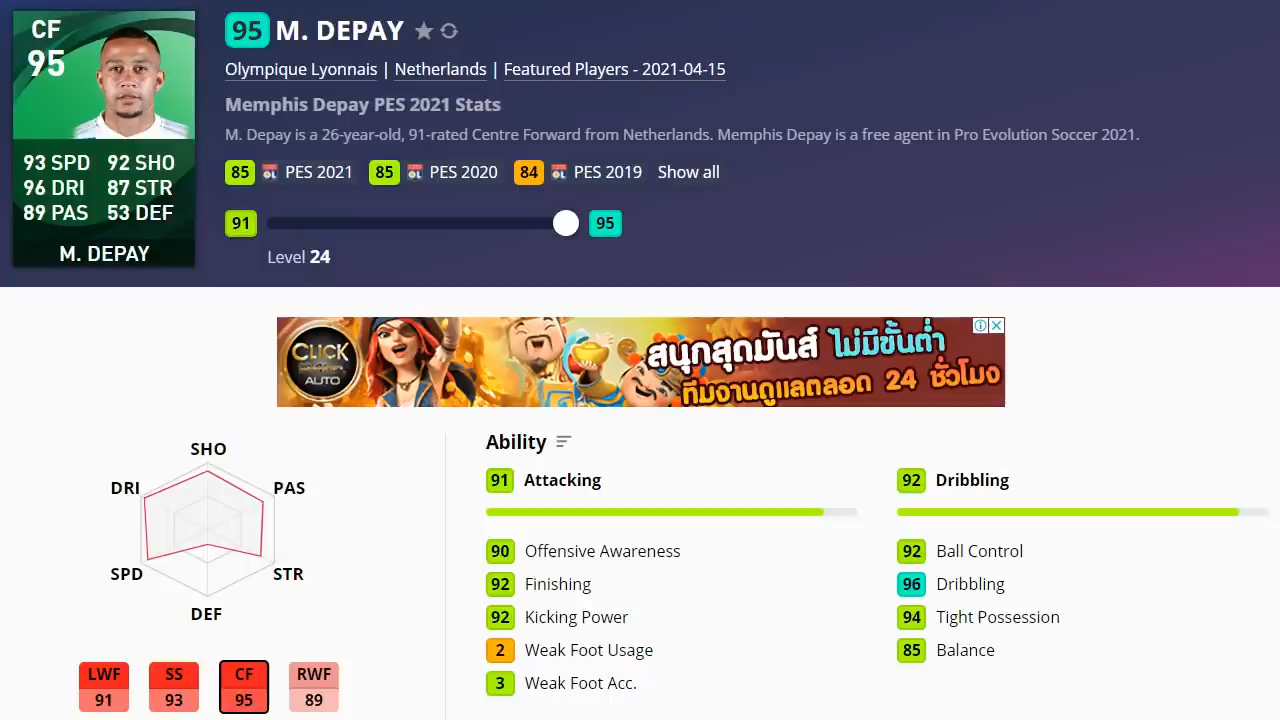 CF
95
93 SPD 92 SHO
96 DRI 87 STR
89 PAS 53 DEF
M. DEPAY
95 M. DEPAY
Olympique Lyonnais | Netherlands | Featured Players - 2021-04-15
Memphis Depay PES 2021 Stats
M. Depay is a 26-year-old, 91-rated Centre Forward from Netherlands. Memphis Depay is a free agent in Pro Evolution Soccer 2021.
85 PES 2021 85 PES 2020 84 PES 2019 Show all
91 95
Level 24
CLICK
AUTO
สนุกสุดมันส์ ไม่มีขั้นต่ำ
ทีมงานดูแลตลอด 24 ชั่วโมง
SHO
DRI PAS
SPD STR
DEF
LWF SS CF RWF
91 93 95 89
Ability
91 Attacking
90 Offensive Awareness
92 Finishing
92 Kicking Power
2 Weak Foot Usage
3 Weak Foot Acc.
92 Dribbling
92 Ball Control
96 Dribbling
94 Tight Possession
85 Balance